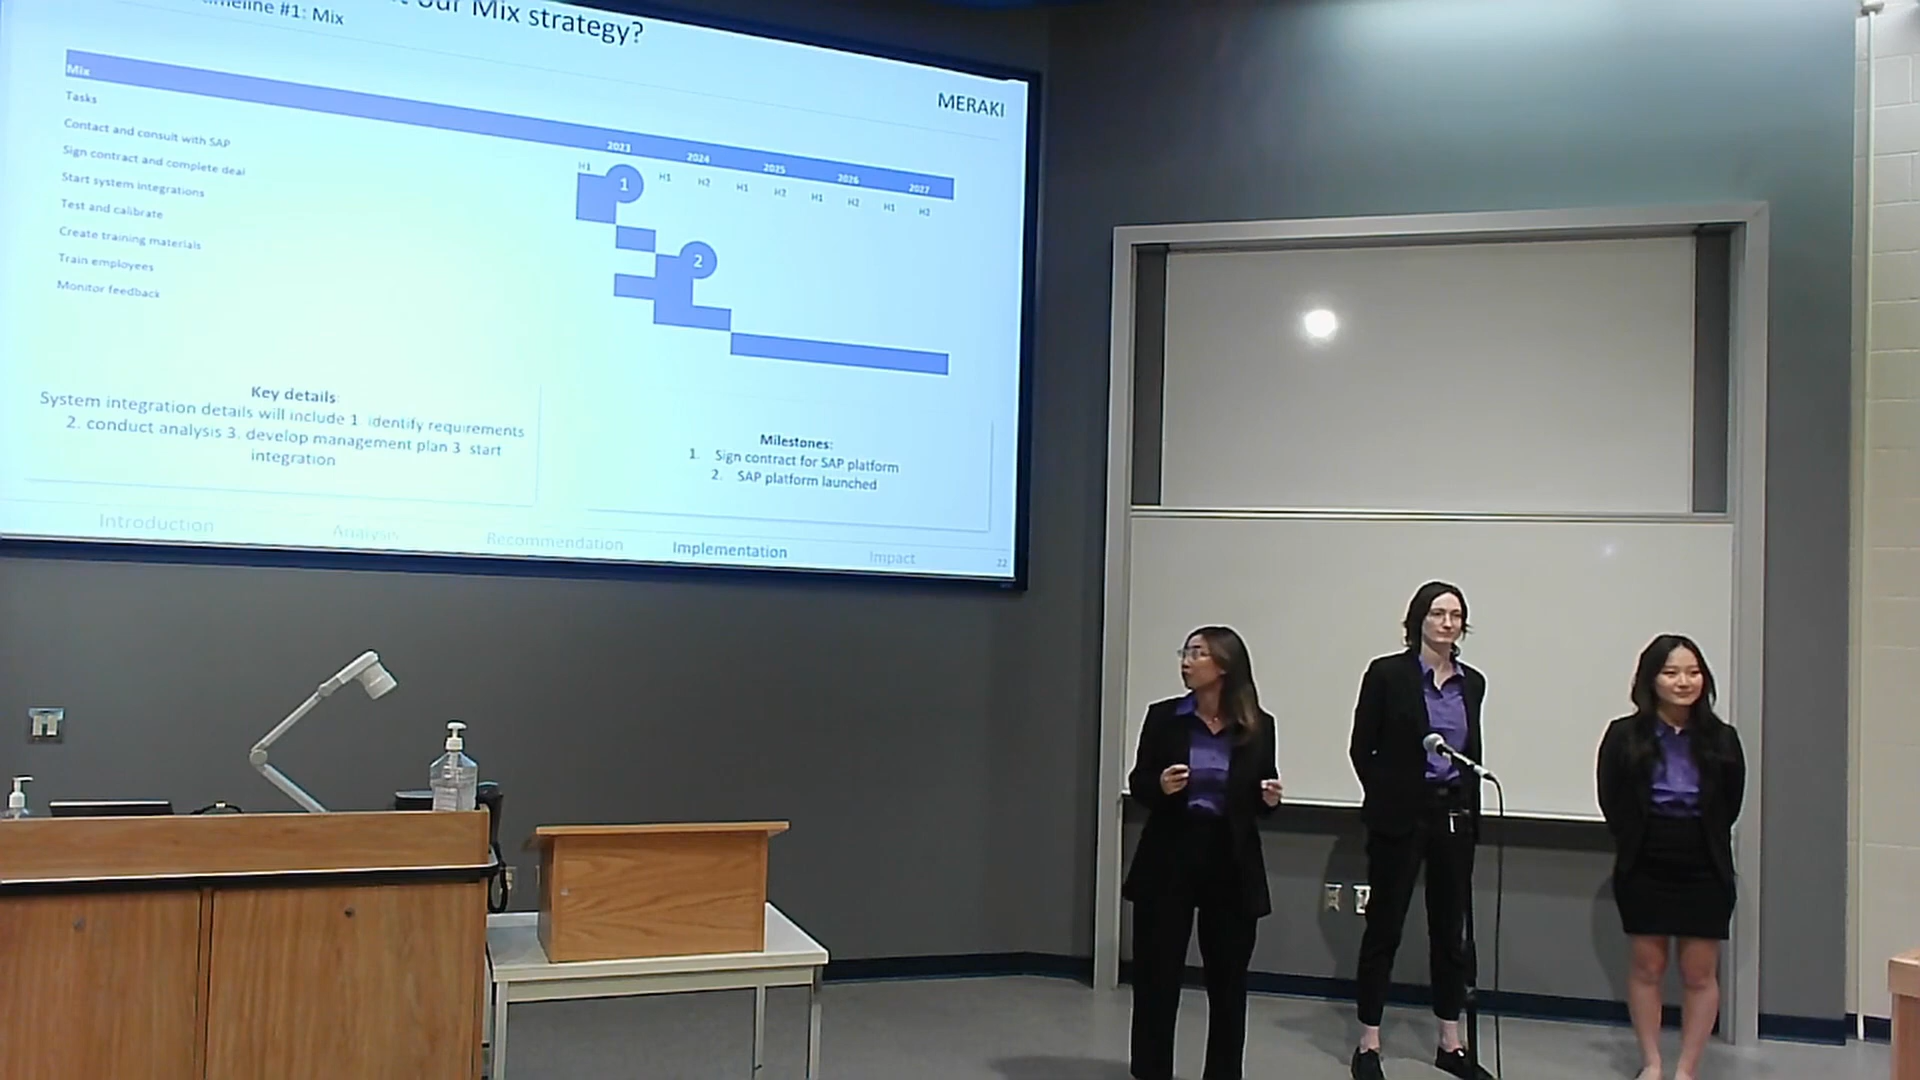 our Mix strategy?
Timeline #1: Mix
MERAKI
Mix
2023 2024 2025 2026 2027
Tasks
H1 H1 H2 H1 H2 H1 H2 H1 H2
Contact and consult with SAP
Sign contract and complete deal
Start system integrations
Test and calibrate
Create training materials
Train employees
Monitor feedback
1
2
Key details:
System integration details will include 1. identify requirements
2. conduct analysis 3. develop management plan 3 start
integration
Milestones:
1. Sign contract for SAP platform
2. SAP platform launched
Introduction Analysis Recommendation Implementation Impact 22